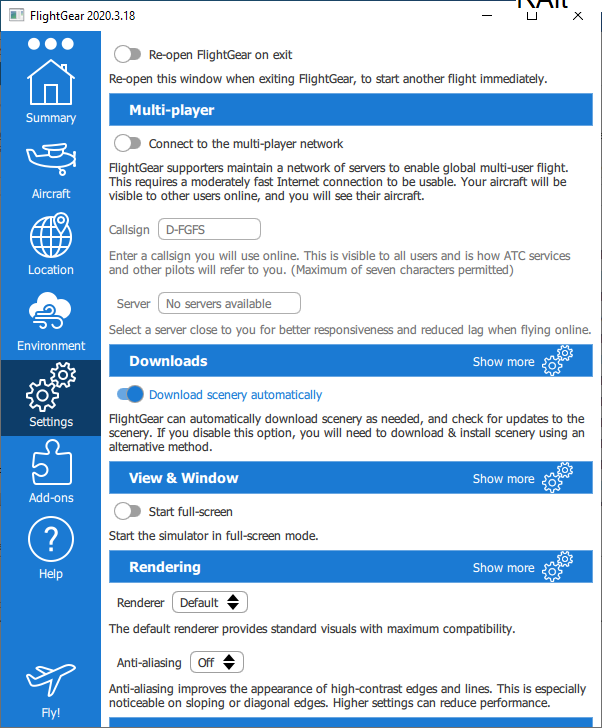 FlightGear 2020.3.18
Summary
Aircraft
Location
Environment
Settings
Add-ons
Help
Fly!
Re-open FlightGear on exit
Re-open this window when exiting FlightGear, to start another flight immediately.
Multi-player
Connect to the multi-player network
FlightGear supporters maintain a network of servers to enable global multi-user flight.
This requires a moderately fast Internet connection to be usable. Your aircraft will be
visible to other users online, and you will see their aircraft.
Callsign D-FGFS
Enter a callsign you will use online. This is visible to all users and is how ATC services
and other pilots will refer to you. (Maximum of seven characters permitted)
Server No servers available
Select a server close to you for better responsiveness and reduced lag when flying online.
Downloads Show more
Download scenery automatically
FlightGear can automatically download scenery as needed, and check for updates to the
scenery. If you disable this option, you will need to download & install scenery using an
alternative method.
View & Window Show more
Start full-screen
Start the simulator in full-screen mode.
Rendering Show more
Renderer Default
The default renderer provides standard visuals with maximum compatibility.
Anti-aliasing Off
Anti-aliasing improves the appearance of high-contrast edges and lines. This is especially
noticeable on sloping or diagonal edges. Higher settings can reduce performance.